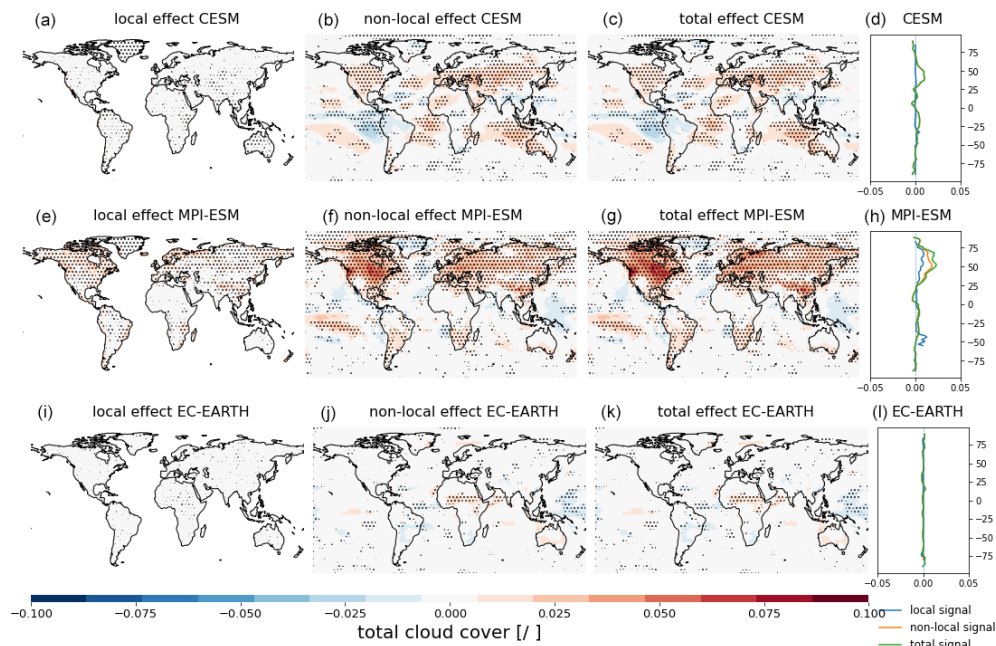 (a) local effect CESM
(b) non-local effect CESM
(c) total effect CESM
(d) CESM
75
50
25
0
−25
−50
−75
−0.05 0.00 0.05
(e) local effect MPI-ESM
(f) non-local effect MPI-ESM
(g) total effect MPI-ESM
(h) MPI-ESM
75
50
25
0
−25
−50
−75
−0.05 0.00 0.05
(i) local effect EC-EARTH
(j) non-local effect EC-EARTH
(k) total effect EC-EARTH
(l) EC-EARTH
75
50
25
0
−25
−50
−75
−0.05 0.00 0.05
−0.100 −0.075 −0.050 −0.025 0.000 0.025 0.050 0.075 0.100
total cloud cover [/ ]
local signal
non-local signal
total signal